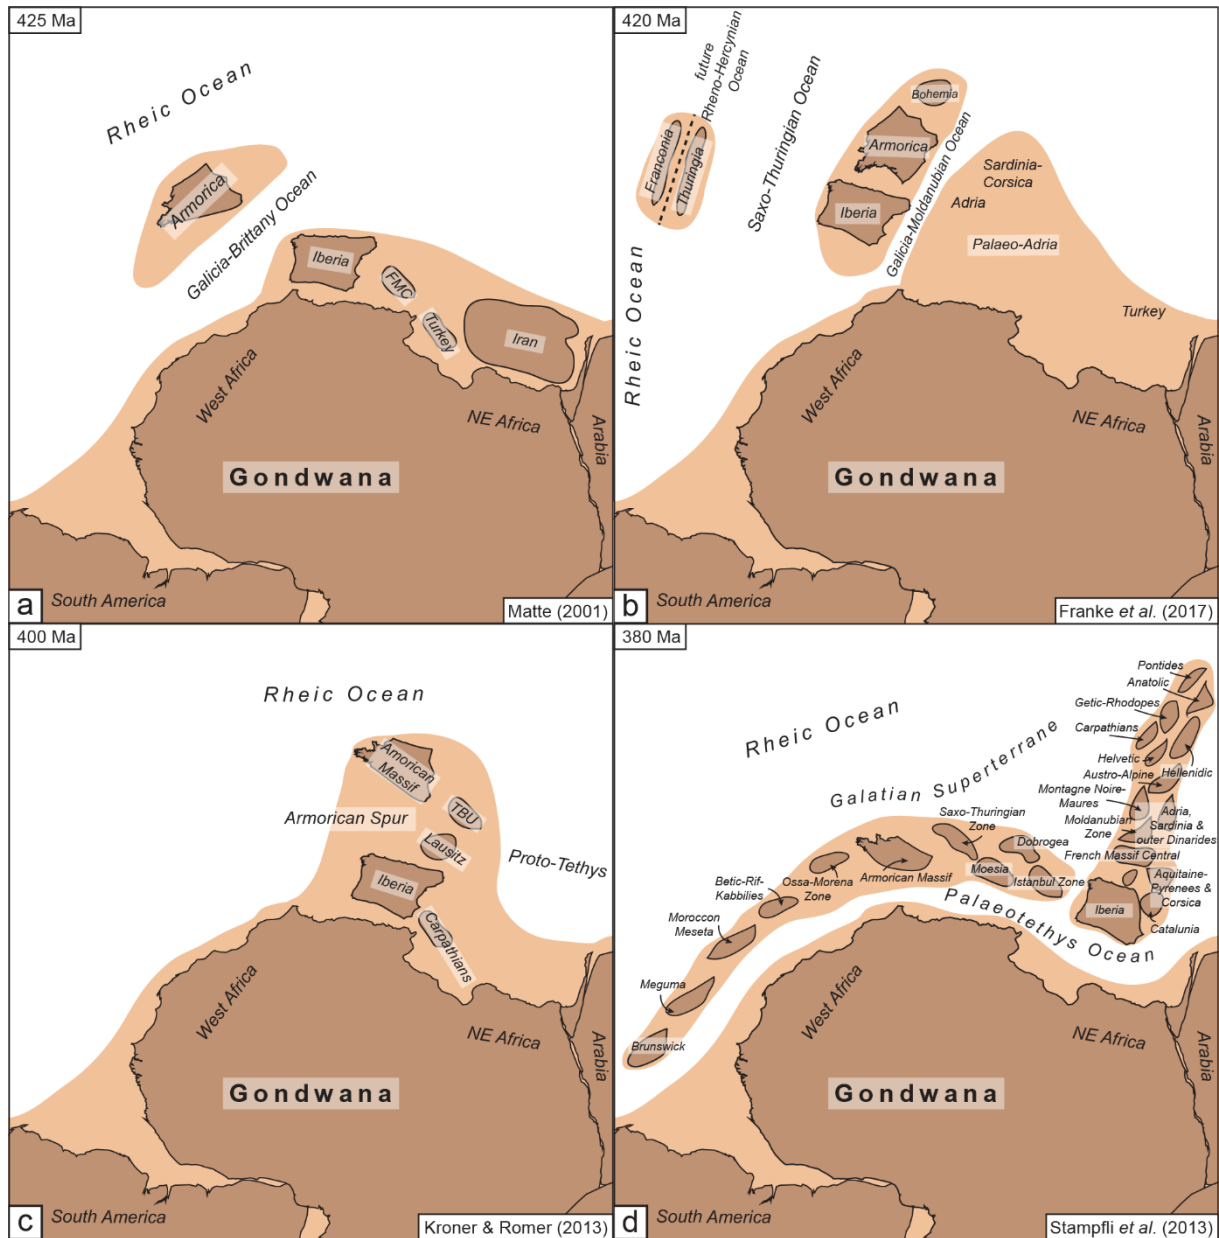 425 Ma
Rheic Ocean
Armorica
Galicia-Brittany Ocean
Iberia
FMC
Turkey
Iran
West Africa
NE Africa
Arabia
Gondwana
South America
a
Matte (2001)
420 Ma
future
Rheno-Hercynian
Ocean
Franconia
Thuringia
Saxo-Thuringian Ocean
Bohemia
Armorica
Iberia
Galicia-Moldanubian Ocean
Sardinia-
Corsica
Adria
Palaeo-Adria
Turkey
Rheic Ocean
West Africa
NE Africa
Arabia
Gondwana
South America
b
Franke et al. (2017)
400 Ma
Rheic Ocean
Amorican
Massif
Armorican Spur
TBU
Lausitz
Proto-Tethys
Iberia
Carpathians
West Africa
NE Africa
Arabia
Gondwana
South America
c
Kroner & Romer (2013)
380 Ma
Rheic Ocean
Galatian Superterrane
Pontides
Anatolic
Getic-Rhodopes
Carpathians
Helvetic
Hellenidic
Austro-Alpine
Montagne Noire-
Maures
Moldanubian
Zone
Adria,
Sardinia &
outer Dinarides
French Massif Central
Saxo-Thuringian
Zone
Dobrogea
Moesia
Istanbul Zone
Armorican Massif
Ossa-Morena
Zone
Betic-Rif-
Kabbilies
Moroccon
Meseta
Meguma
Brunswick
Aquitaine-
Pyrenees &
Corsica
Iberia
Catalunia
Palaeotethys Ocean
West Africa
NE Africa
Arabia
Gondwana
South America
d
Stampfli et al. (2013)